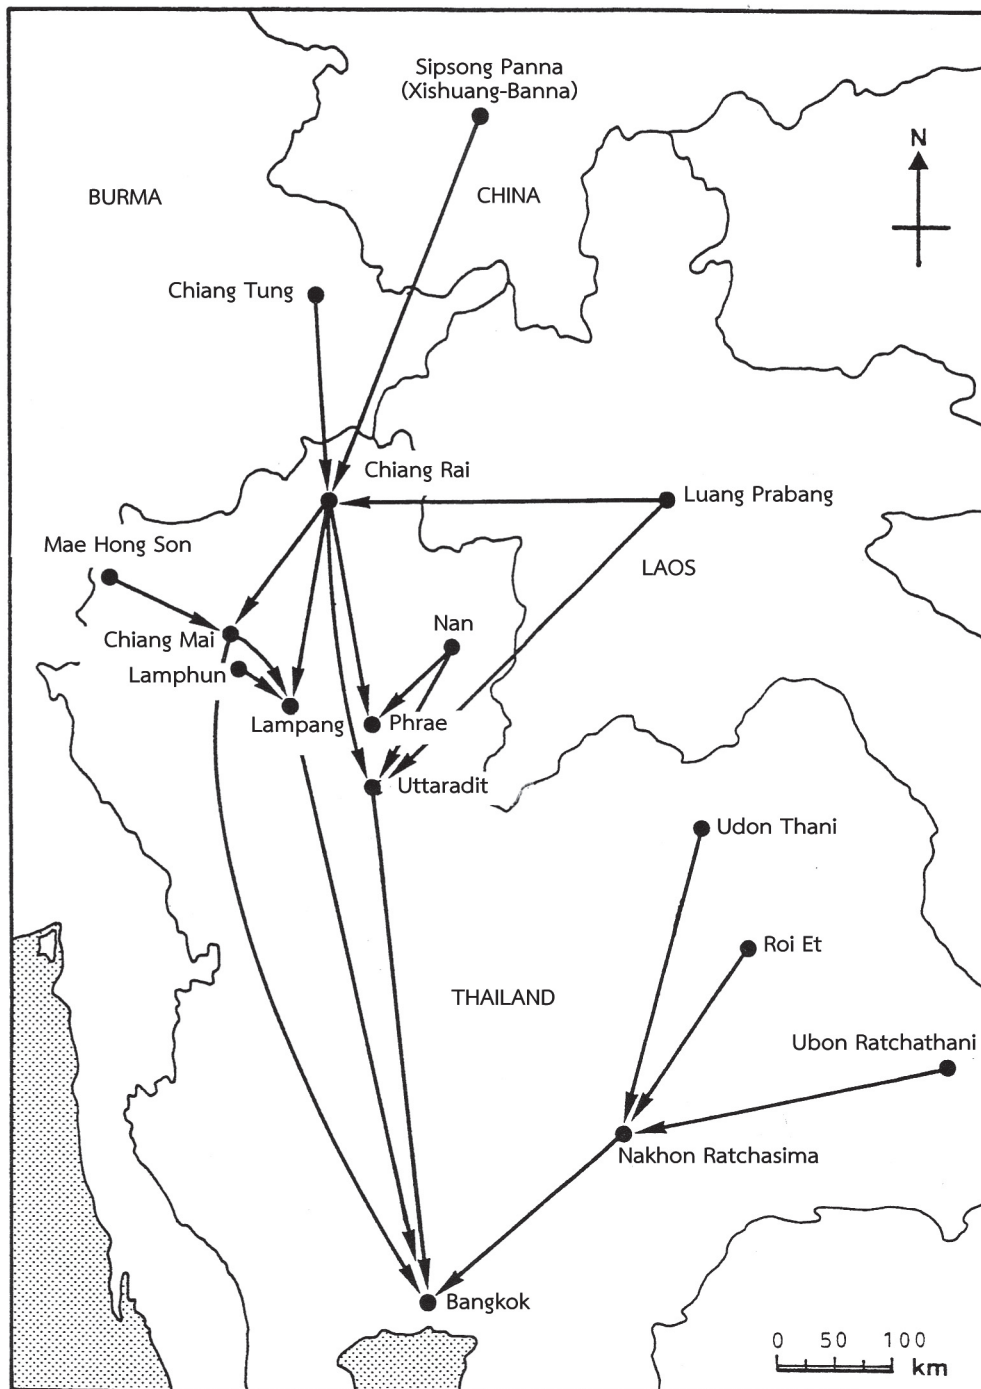 Sipsong Panna
(Xishuang-Banna)
N
BURMA
CHINA
Chiang Tung
Chiang Rai
Luang Prabang
Mae Hong Son
LAOS
Nan
Chiang Mai
Lamphun
Lampang
Phrae
Uttaradit
Udon Thani
Roi Et
THAILAND
Ubon Ratchathani
Nakhon Ratchasima
Bangkok
0 50 100
km